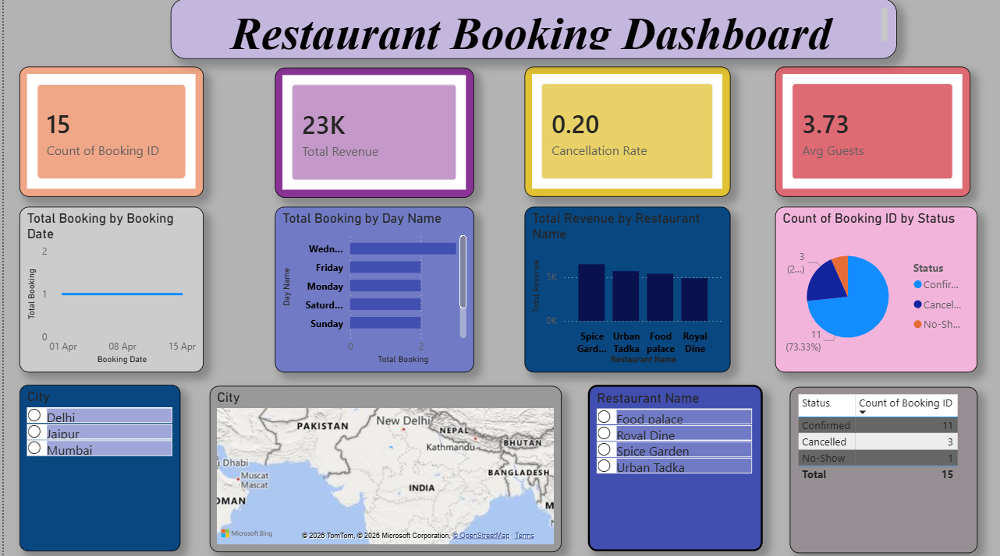 Restaurant Booking Dashboard
15
Count of Booking ID
23K
Total Revenue
0.20
Cancellation Rate
3.73
Avg Guests
Total Booking by Booking
Date
2
1
0
Total Booking
01 Apr 08 Apr 15 Apr
Booking Date
Total Booking by Day Name
Day Name
Wedn...
Friday
Monday
Saturd...
Sunday
0 2
Total Booking
Total Revenue by Restaurant
Name
Total Revenue
5K
0K
Spice Urban Food Royal
Gard... Tadka palace Dine
Restaurant Name
Count of Booking ID by Status
3
(2...)
11
(73.33%)
Status
Confir...
Cancel...
No-Sh...
City
Delhi
Jaipur
Mumbai
City
PAKISTAN
New Delhi
NEPAL
Kathmandu
BHUTAN
u Dhabi
Muscat
Muscat
BANGLADESH
INDIA
OMAN
M
Microsoft Bing
© 2026 TomTom, © 2026 Microsoft Corporation, © OpenStreetMap Terms
Restaurant Name
Food palace
Royal Dine
Spice Garden
Urban Tadka
Status Count of Booking ID
Confirmed 11
Cancelled 3
No-Show 1
Total 15